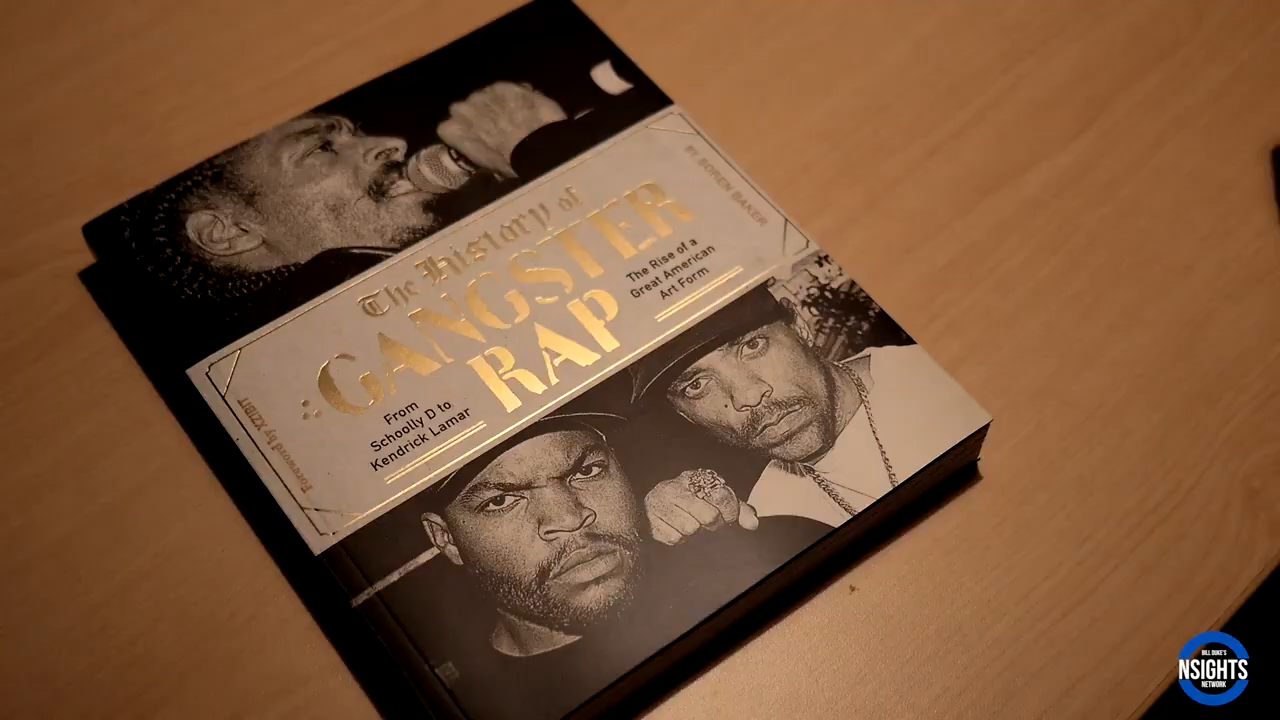 The History of
GANGSTER
RAP
From
Schoolly D to
Kendrick Lamar
The Rise of a
Great American
Art Form
BY SOREN BAKER
Foreword by XZIBIT
BILL DUKE'S
NSIGHTS
NETWORK